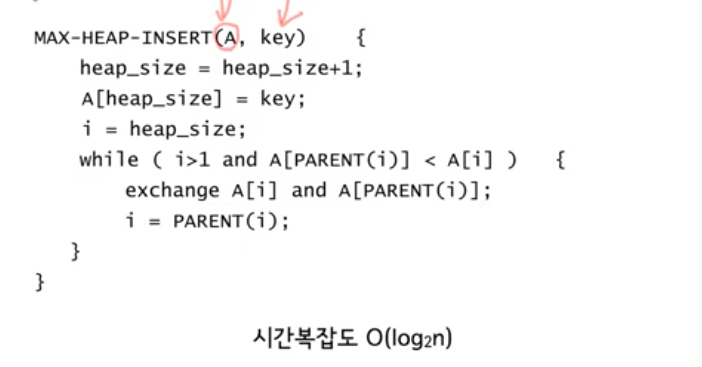 MAX-HEAP-INSERT(A, key) {
heap_size = heap_size+1;
A[heap_size] = key;
i = heap_size;
while ( i>1 and A[PARENT(i)] < A[i] ) {
exchange A[i] and A[PARENT(i)];
i = PARENT(i);
}
}
시간복잡도 O(log₂n)